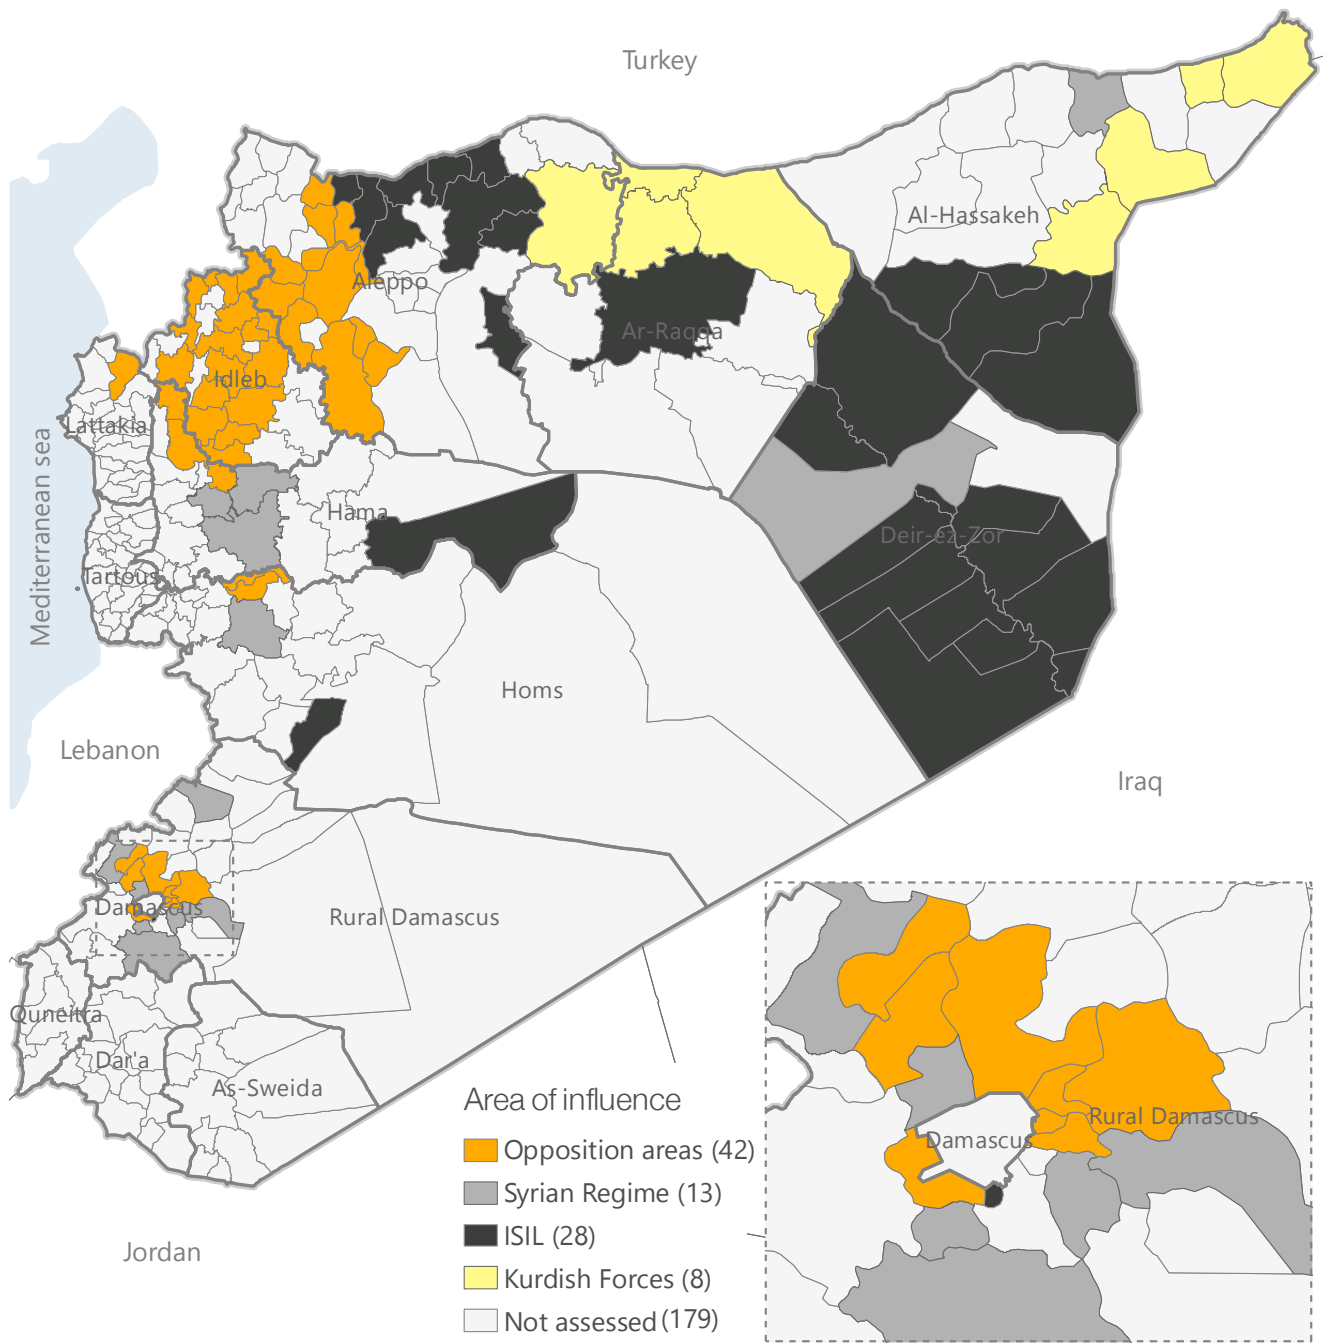 Turkey
Al-Hassakeh
Aleppo
Ar-Raqqa
Idleb
Lattakia
Mediterranean sea
Hama
Deir-ez-Zor
Tartous
Homs
Lebanon
Iraq
Damascus
Rural Damascus
Quneitra
Dar'a
As-Sweida
Jordan
Area of influence
Opposition areas (42)
Syrian Regime (13)
ISIL (28)
Kurdish Forces (8)
Not assessed (179)
Rural Damascus
Damascus